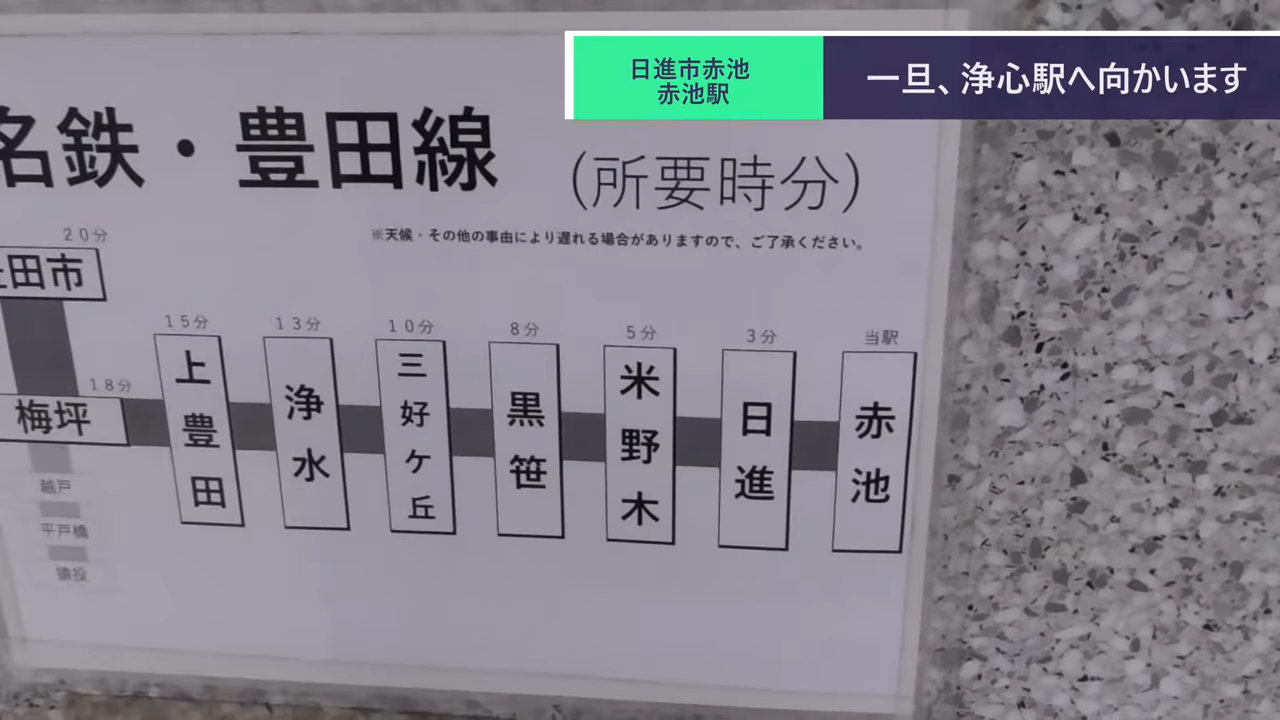 日進市赤池
赤池駅
一旦、浄心駅へ向かいます
名鉄・豊田線
(所要時分)
※天候・その他の事由により遅れる場合がありますので、ご了承ください。
20分
田市
18分
梅坪
越戸
平戸橋
猿投
15分
上豊田
13分
浄水
10分
三好ケ丘
8分
黒笹
5分
米野木
3分
日進
当駅
赤池